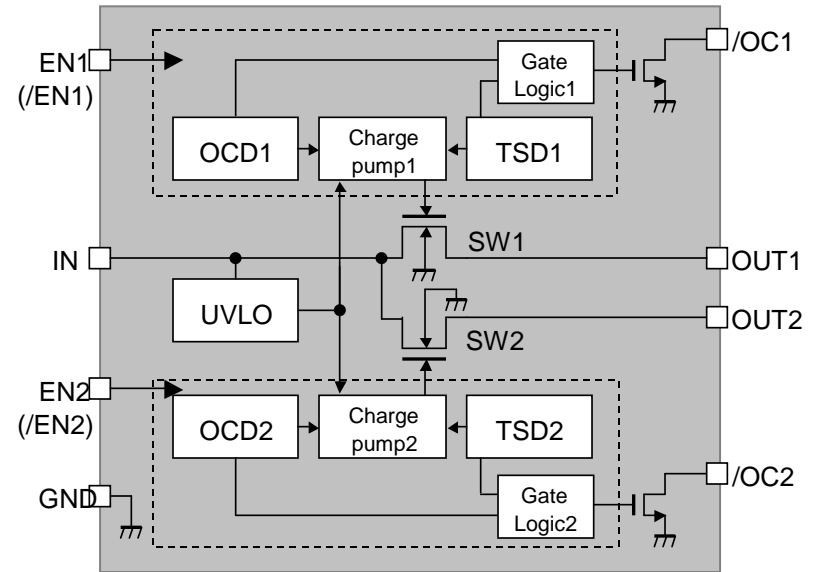 EN1
(/EN1)
Gate
Logic1
/OC1
OCD1
Charge
pump1
TSD1
IN
SW1
OUT1
UVLO
OUT2
SW2
EN2
(/EN2)
OCD2
Charge
pump2
TSD2
/OC2
GND
Gate
Logic2